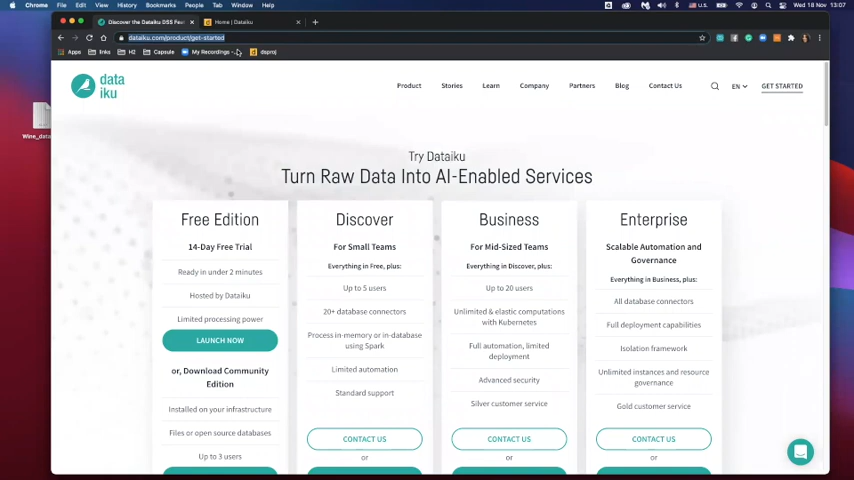 Chrome File Edit View History Bookmarks People Tab Window Help
U.S.
Wed 18 Nov 13:07
Discover the Dataiku DSS Feat
Home | Dataiku
dataiku.com/product/get-started
Apps
links
H2
Capsule
My Recordings -...
dsproj
Wine_data
data
iku
Product
Stories
Learn
Company
Partners
Blog
Contact Us
EN
GET STARTED
Try Dataiku
Turn Raw Data Into AI-Enabled Services
Free Edition
14-Day Free Trial
Ready in under 2 minutes
Hosted by Dataiku
Limited processing power
LAUNCH NOW
or, Download Community
Edition
Installed on your infrastructure
Files or open source databases
Up to 3 users
Discover
For Small Teams
Everything in Free, plus:
Up to 5 users
20+ database connectors
Process in-memory or in-database
using Spark
Limited automation
Standard support
CONTACT US
or
Business
For Mid-Sized Teams
Everything in Discover, plus:
Up to 20 users
Unlimited & elastic computations
with Kubernetes
Full automation, limited
deployment
Advanced security
Silver customer service
CONTACT US
or
Enterprise
Scalable Automation and
Governance
Everything in Business, plus:
All database connectors
Full deployment capabilities
Isolation framework
Unlimited instances and resource
governance
Gold customer service
CONTACT US
or